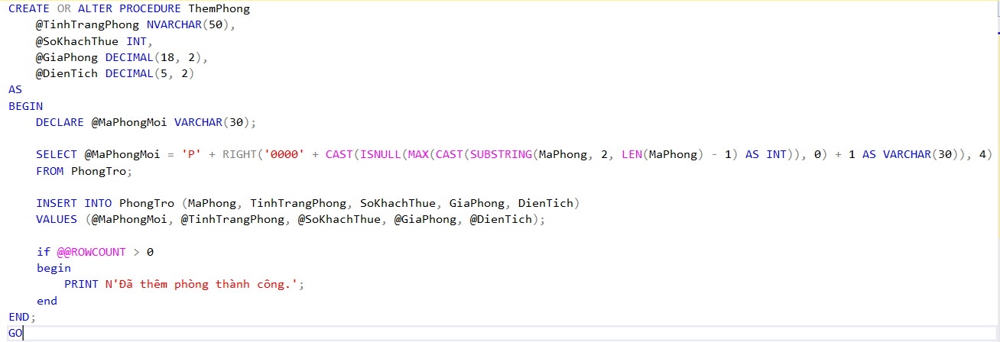 CREATE OR ALTER PROCEDURE ThemPhong
    @TinhTrangPhong NVARCHAR(50),
    @SoKhachThue INT,
    @GiaPhong DECIMAL(18, 2),
    @DienTich DECIMAL(5, 2)
AS
BEGIN
    DECLARE @MaPhongMoi VARCHAR(30);
    SELECT @MaPhongMoi = 'P' + RIGHT('0000' + CAST(ISNULL(MAX(CAST(SUBSTRING(MaPhong, 2, LEN(MaPhong) - 1) AS INT)), 0) + 1 AS VARCHAR(30)), 4)
    FROM PhongTro;
    INSERT INTO PhongTro (MaPhong, TinhTrangPhong, SoKhachThue, GiaPhong, DienTich)
    VALUES (@MaPhongMoi, @TinhTrangPhong, @SoKhachThue, @GiaPhong, @DienTich);
    if @@ROWCOUNT > 0
    begin
        PRINT N'Đã thêm phòng thành công.';
    end
END;
GO